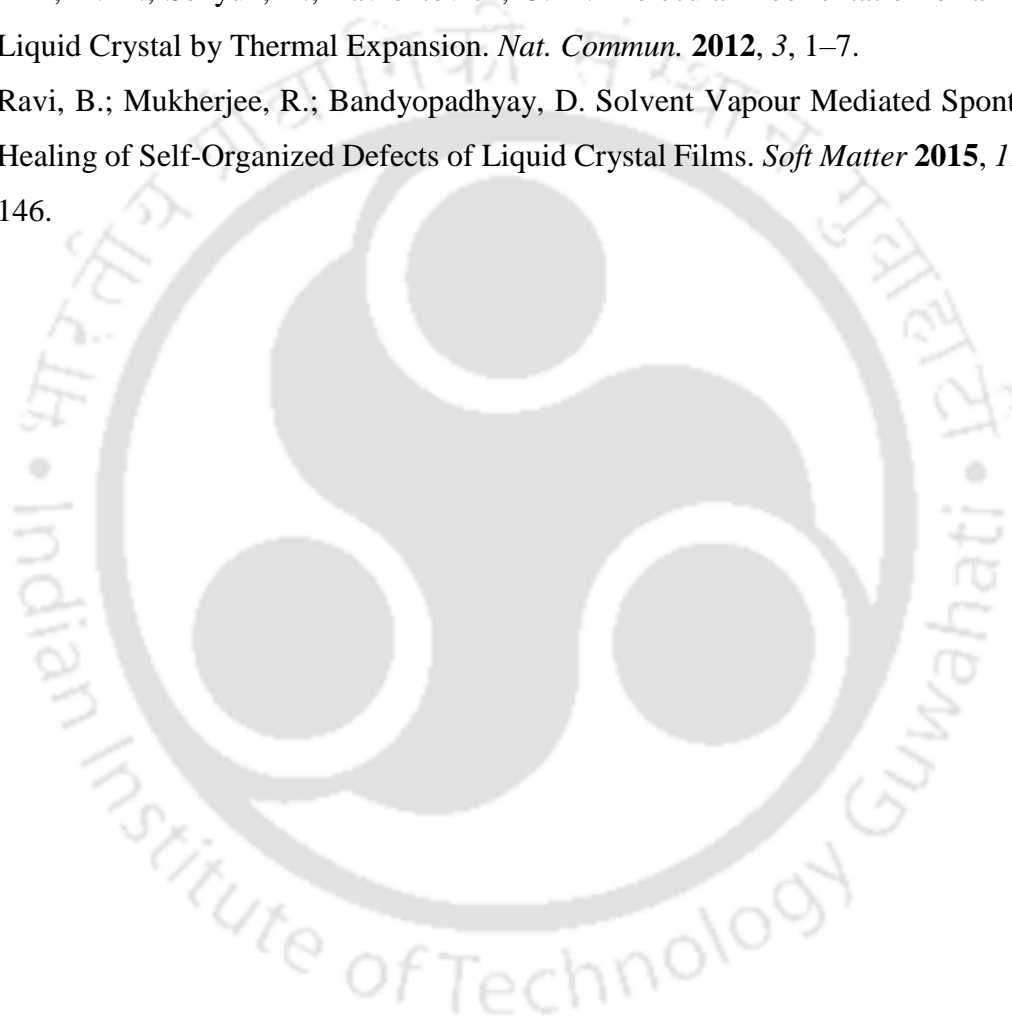 Liquid Crystal by Thermal Expansion. Nat. Commun. 2012, 3, 1–7.
Ravi, B.; Mukherjee, R.; Bandyopadhyay, D. Solvent Vapour Mediated Spont
Healing of Self-Organized Defects of Liquid Crystal Films. Soft Matter 2015,
146.
भारतीय प्रौद्योगिकी संस्थान गुवाहाटी
• Indian Institute of Technology Guwahati •